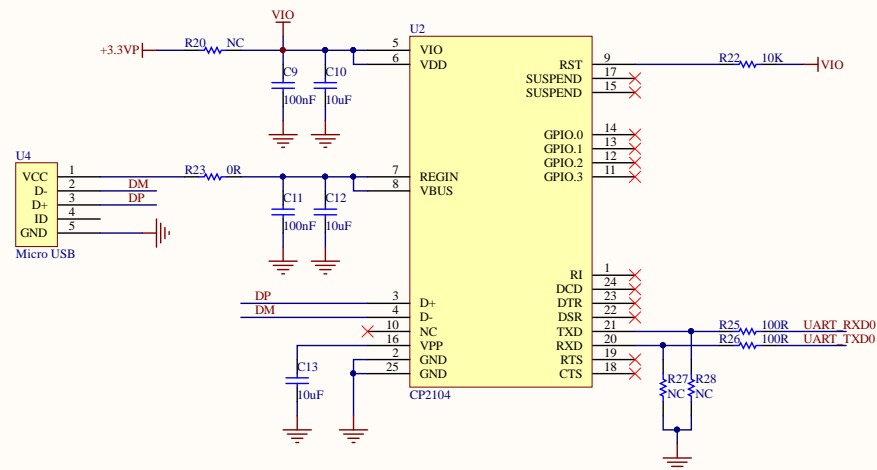 VIO
U2
+3.3VP R20 NC
5 VIO
6 VDD
RST 9 R22 10K VIO
SUSPEND 17
SUSPEND 15
C9 C10
100nF 10uF
GPIO.0 14
GPIO.1 13
GPIO.2 12
GPIO.3 11
U4
VCC 1
D- 2 DM
D+ 3 DP
ID 4
GND 5
Micro USB
R23 0R
7 REGIN
8 VBUS
C11 C12
100nF 10uF
RI 1
DCD 24
DTR 23
DSR 22
TXD 21 R25 100R UART_RXD0
RXD 20 R26 100R UART_TXD0
RTS 19
CTS 18
DP 3 D+
DM 4 D-
10 NC
16 VPP
2 GND
25 GND
C13
10uF
CP2104
R27 R28
NC NC